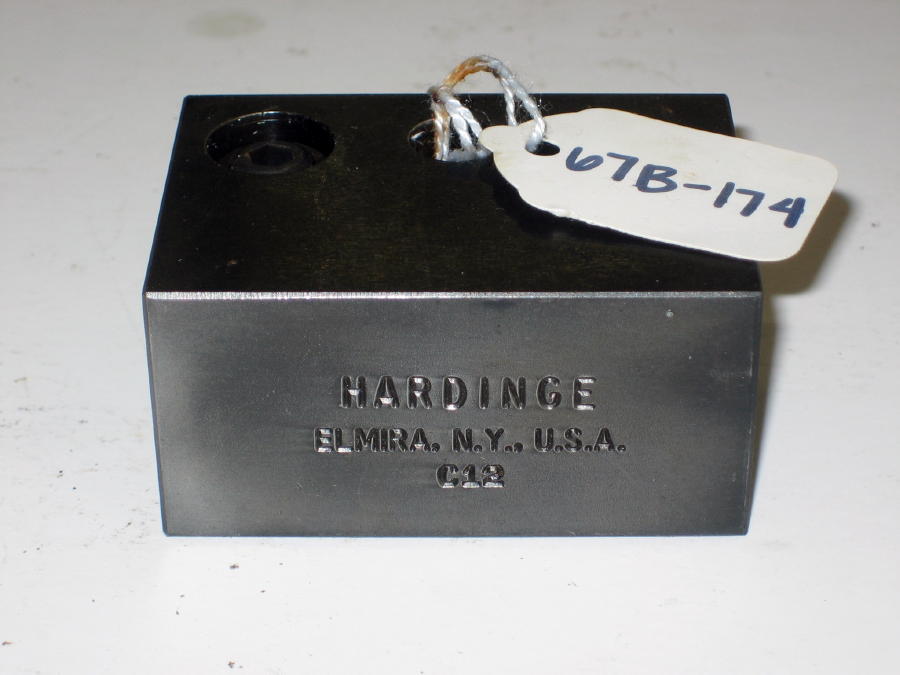 67B-174
HARDINGE
ELMIRA, N.Y., U.S.A.
C12